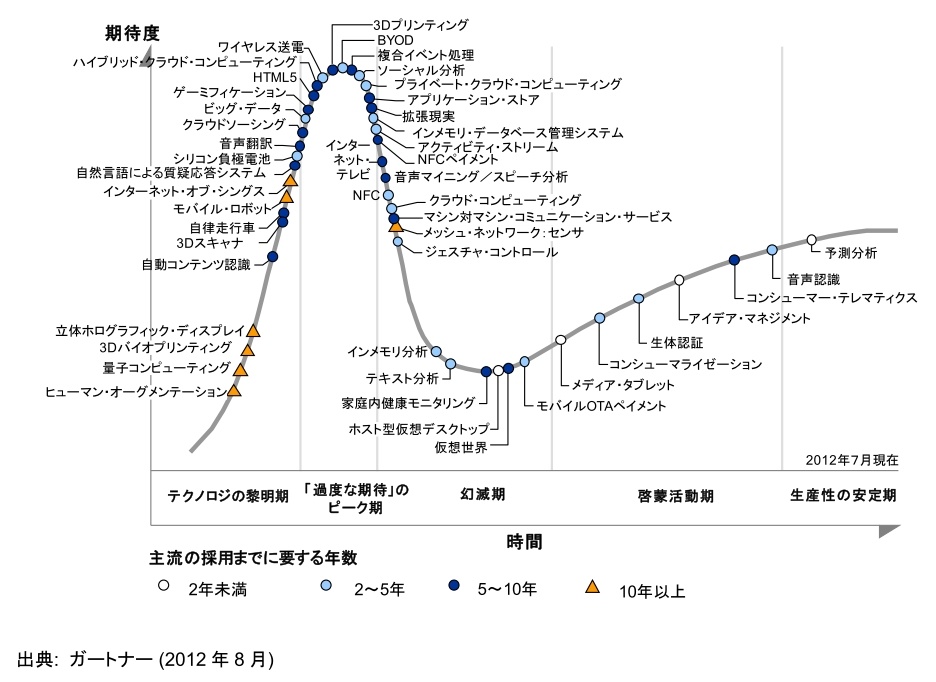 期待度
3Dプリンティング
BYOD
複合イベント処理
ソーシャル分析
プライベート・クラウド・コンピューティング
アプリケーション・ストア
拡張現実
インメモリ・データベース管理システム
アクティビティ・ストリーム
NFCペイメント
音声マイニング/スピーチ分析
クラウド・コンピューティング
マシン対マシン・コミュニケーション・サービス
メッシュ・ネットワーク:センサ
ジェスチャ・コントロール
ワイヤレス送電
ハイブリッド・クラウド・コンピューティング
HTML5
ゲーミフィケーション
ビッグ・データ
クラウドソーシング
音声翻訳
シリコン負極電池
自然言語による質疑応答システム
インターネット・オブ・シングス
モバイル・ロボット
自律走行車
3Dスキャナ
自動コンテンツ認識
インター
ネット・
テレビ
NFC
立体ホログラフィック・ディスプレイ
3Dバイオプリンティング
量子コンピューティング
ヒューマン・オーグメンテーション
インメモリ分析
テキスト分析
家庭内健康モニタリング
ホスト型仮想デスクトップ
仮想世界
モバイルOTAペイメント
メディア・タブレット
コンシューマライゼーション
生体認証
アイデア・マネジメント
コンシューマー・テレマティクス
音声認識
予測分析
2012年7月現在
テクノロジの黎明期
「過度な期待」の
ピーク期
幻滅期
啓蒙活動期
生産性の安定期
時間
主流の採用までに要する年数
2年未満
2~5年
5~10年
10年以上
出典: ガートナー (2012 年 8 月)